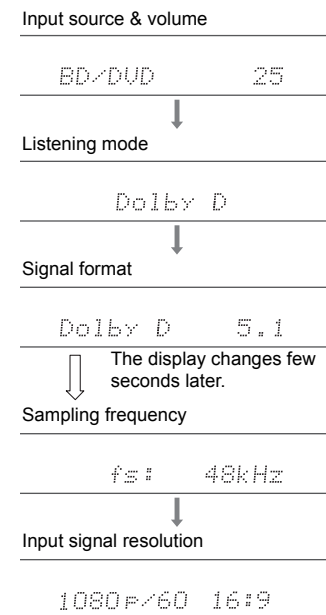 Input source & volume
BD/DVD 25
Listening mode
Dolby D
Signal format
Dolby D 5.1
The display changes few
seconds later.
Sampling frequency
fs: 48kHz
Input signal resolution
1080p/60 16:9